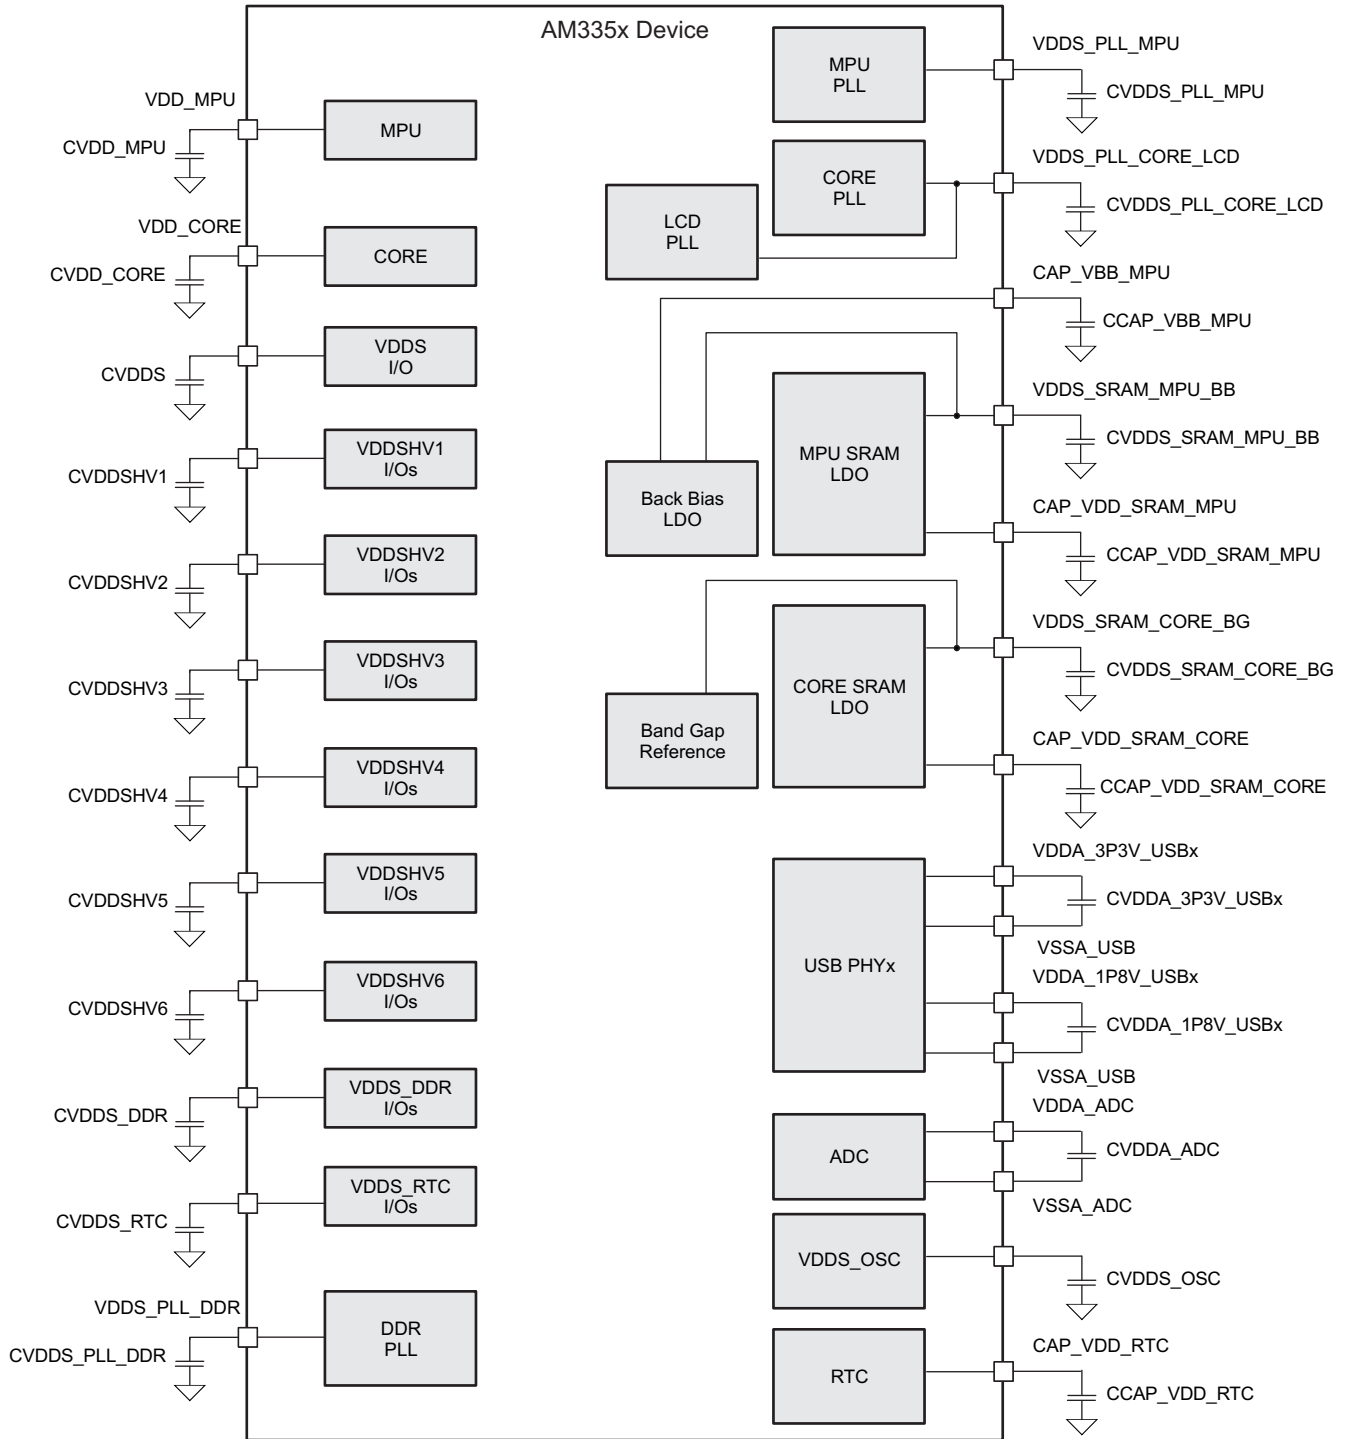 AM335x Device
VDD_MPU
CVDD_MPU
MPU
VDD_CORE
CVDD_CORE
CORE
CVDDS
VDDS
I/O
CVDDSHV1
VDDSHV1
I/Os
CVDDSHV2
VDDSHV2
I/Os
CVDDSHV3
VDDSHV3
I/Os
CVDDSHV4
VDDSHV4
I/Os
CVDDSHV5
VDDSHV5
I/Os
CVDDSHV6
VDDSHV6
I/Os
CVDDS_DDR
VDDS_DDR
I/Os
CVDDS_RTC
VDDS_RTC
I/Os
VDDS_PLL_DDR
CVDDS_PLL_DDR
DDR
PLL
MPU
PLL
VDDS_PLL_MPU
CVDDS_PLL_MPU
CORE
PLL
LCD
PLL
VDDS_PLL_CORE_LCD
CVDDS_PLL_CORE_LCD
CAP_VBB_MPU
CCAP_VBB_MPU
MPU SRAM
LDO
Back Bias
LDO
VDDS_SRAM_MPU_BB
CVDDS_SRAM_MPU_BB
CAP_VDD_SRAM_MPU
CCAP_VDD_SRAM_MPU
CORE SRAM
LDO
Band Gap
Reference
VDDS_SRAM_CORE_BG
CVDDS_SRAM_CORE_BG
CAP_VDD_SRAM_CORE
CCAP_VDD_SRAM_CORE
USB PHYx
VDDA_3P3V_USBx
CVDDA_3P3V_USBx
VSSA_USB
VDDA_1P8V_USBx
CVDDA_1P8V_USBx
VSSA_USB
ADC
VDDA_ADC
CVDDA_ADC
VSSA_ADC
VDDS_OSC
CVDDS_OSC
RTC
CAP_VDD_RTC
CCAP_VDD_RTC